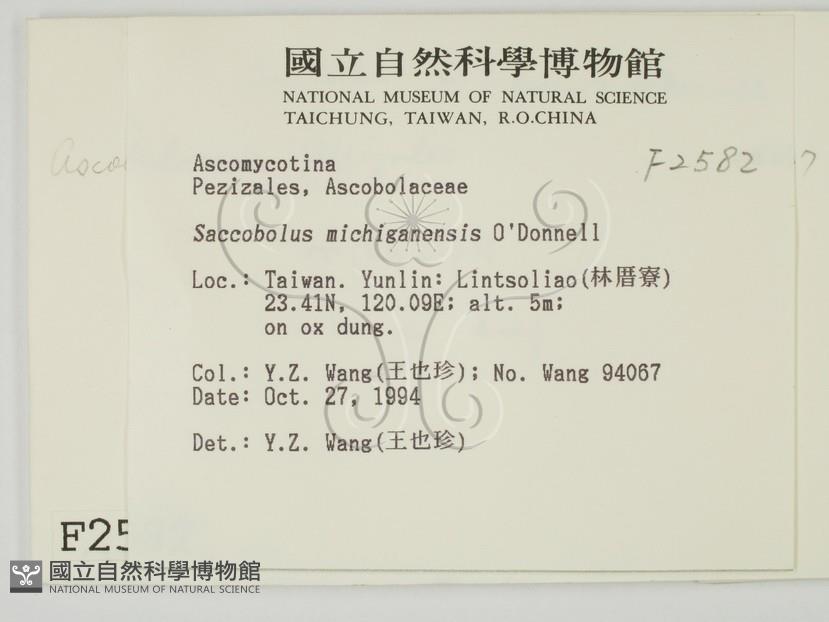 國立自然科學博物館
NATIONAL MUSEUM OF NATURAL SCIENCE
TAICHUNG, TAIWAN, R.O.CHINA
F2582
7
Asco
Ascomycotina
Pezizales, Ascobolaceae
Saccobolus michiganensis O'Donnell
Loc.: Taiwan. Yunlin: Lintsoliao(林厝寮)
23.41N, 120.09E; alt. 5m;
on ox dung.
Col.: Y.Z. Wang(王也珍); No. Wang 94067
Date: Oct. 27, 1994
Det.: Y.Z. Wang(王也珍)
F25
國立自然科學博物館
NATIONAL MUSEUM OF NATURAL SCIENCE